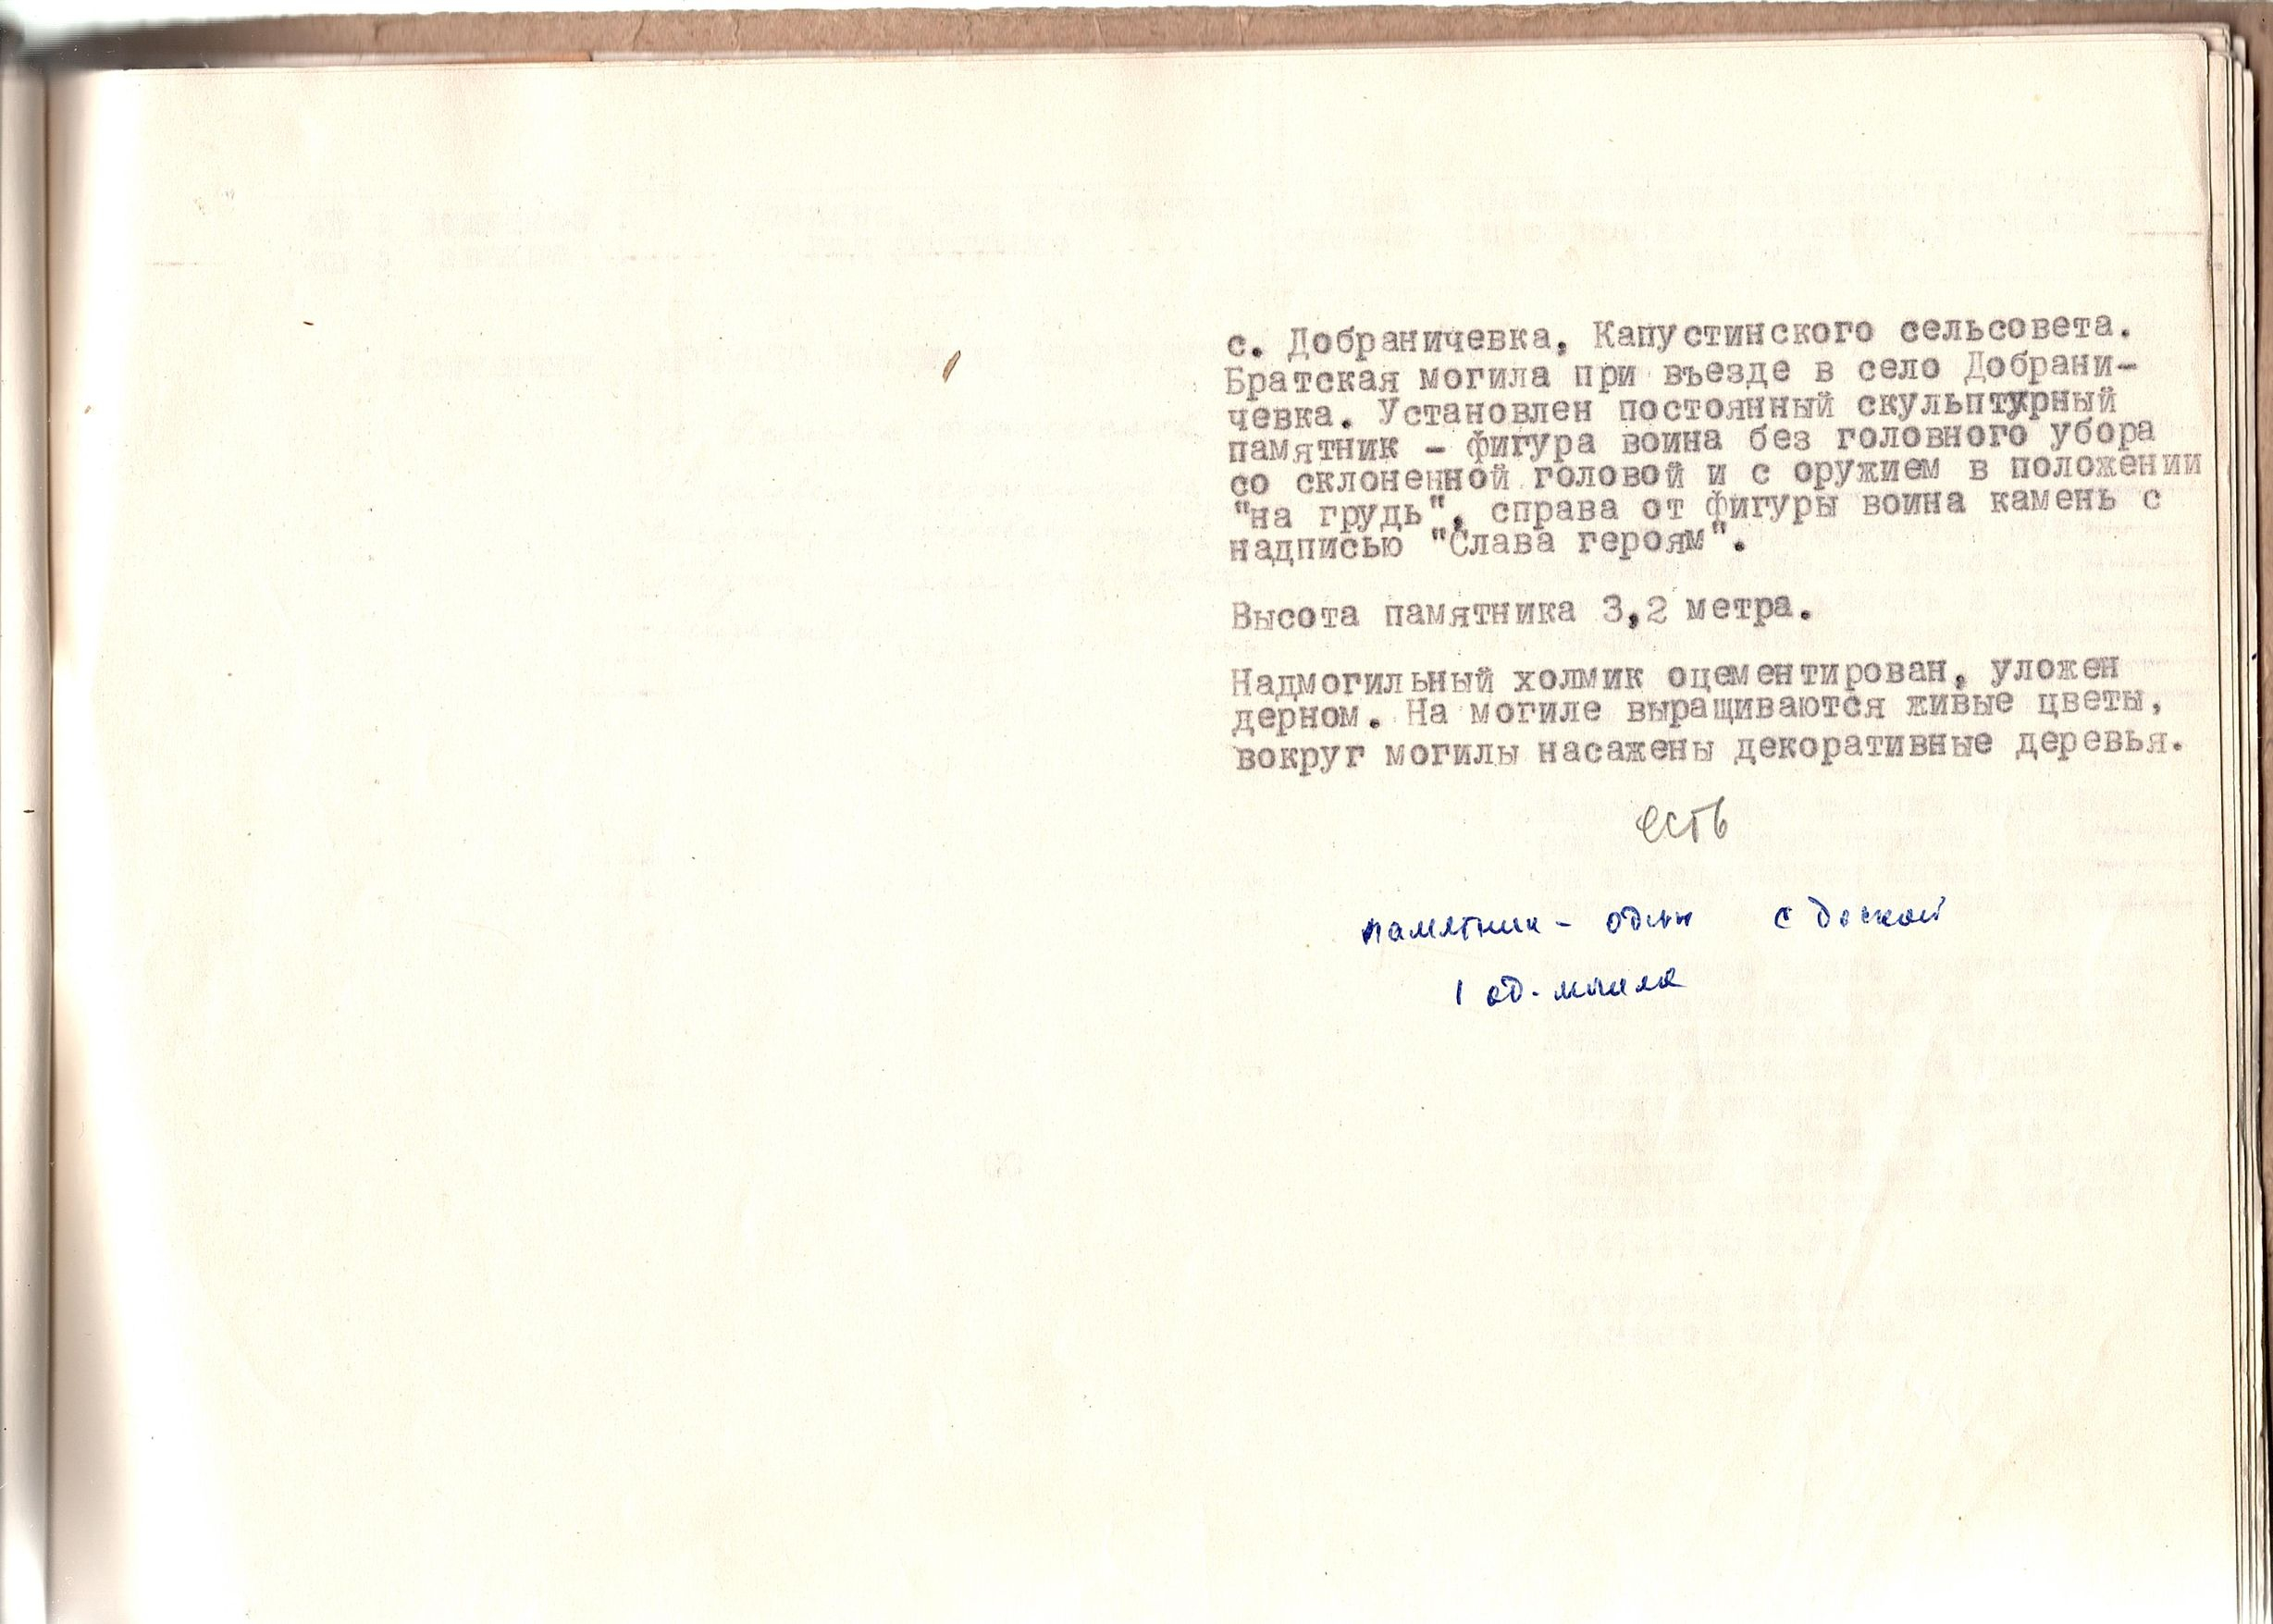 с. Добраничевка, Капустинского сельсовета.
Братская могила при въезде в село Добрани-
чевка. Установлен постоянный скульптурный
памятник - фигура воина без головного убора
со склоненной головой и с оружием в положении
"на грудь", справа от фигуры воина камень с
надписью "Слава героям".
Высота памятника 3,2 метра.
Надмогильный холмик оцементирован, уложен
дерном. На могиле выращиваются живые цветы,
вокруг могилы насажены декоративные деревья.
есть
памятник - один с доской
1